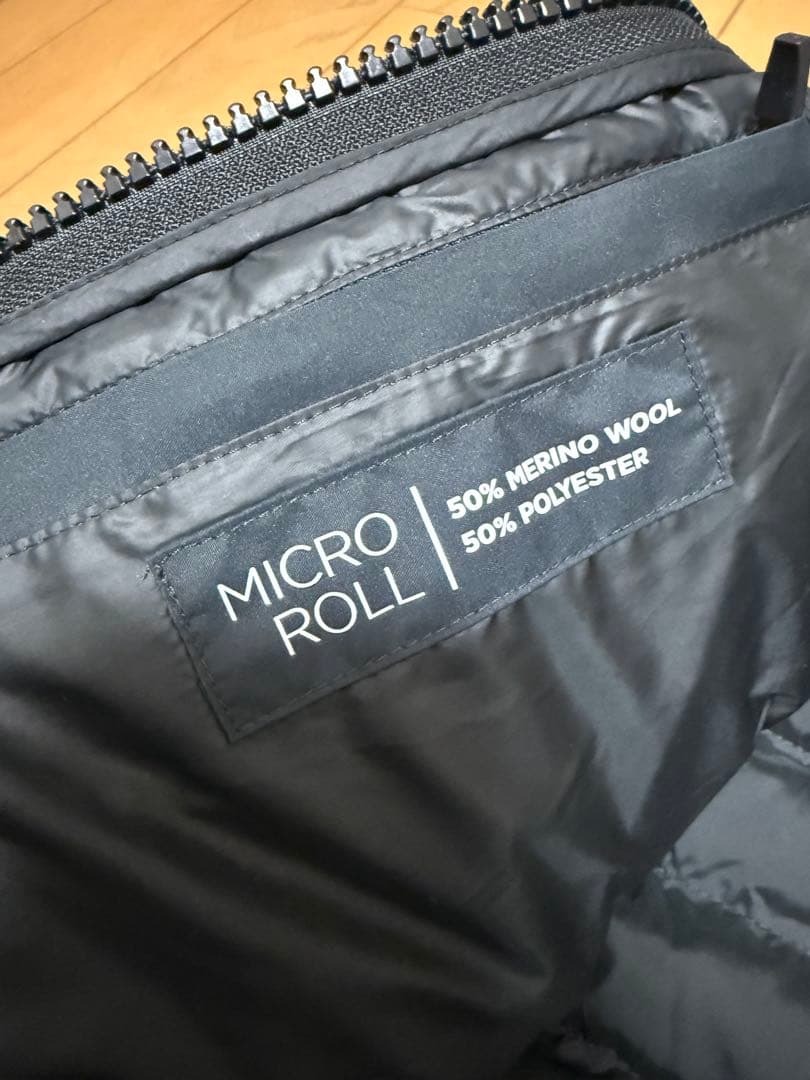 MICRO
ROLL
50% MERINO WOOL
50% POLYESTER